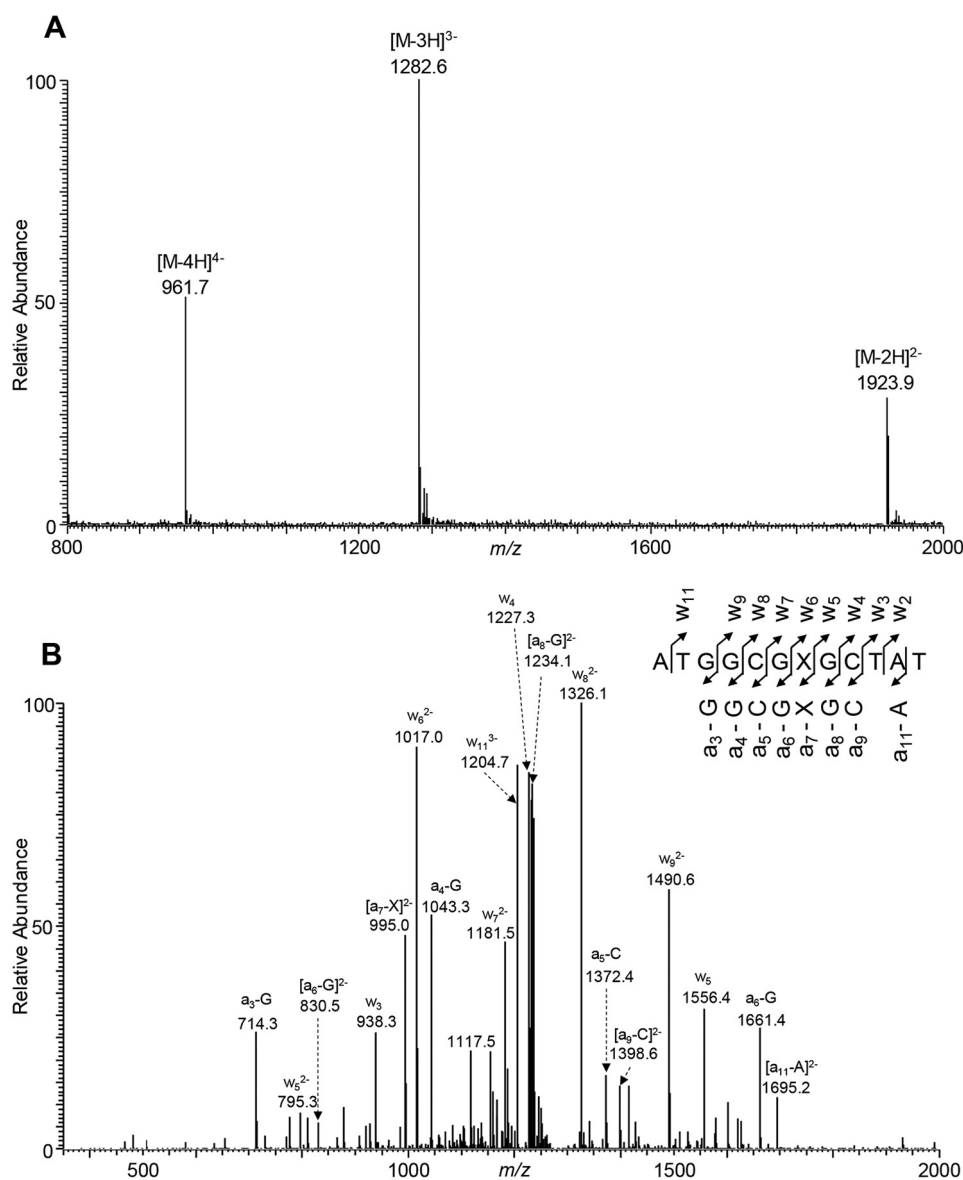 A
[M-3H]3-
1282.6
100
[M-4H]4-
961.7
50
[M-2H]2-
1923.9
Relative Abundance
0
800
1200
1600
2000
m/z
B
w11 w9 w8 w7 w6 w5 w4 w3 w2
ATGGCGXGCTAT
a3-G a4-G a5-C a6-G a7-X a8-G a9-C a11-A
w4
1227.3
[a8-G]2-
1234.1
w8 2-
1326.1
100
w6 2-
1017.0
w11 3-
1204.7
w9 2-
1490.6
a4-G
1043.3
[a7-X]2-
995.0
w7 2-
1181.5
50
Relative Abundance
a5-C
1372.4
w5
1556.4
a6-G
1661.4
[a6-G]2-
830.5
a3-G
714.3
w3
938.3
[a9-C]2-
1398.6
1117.5
[a11-A]2-
1695.2
w5 2-
795.3
0
500
1000
1500
2000
m/z